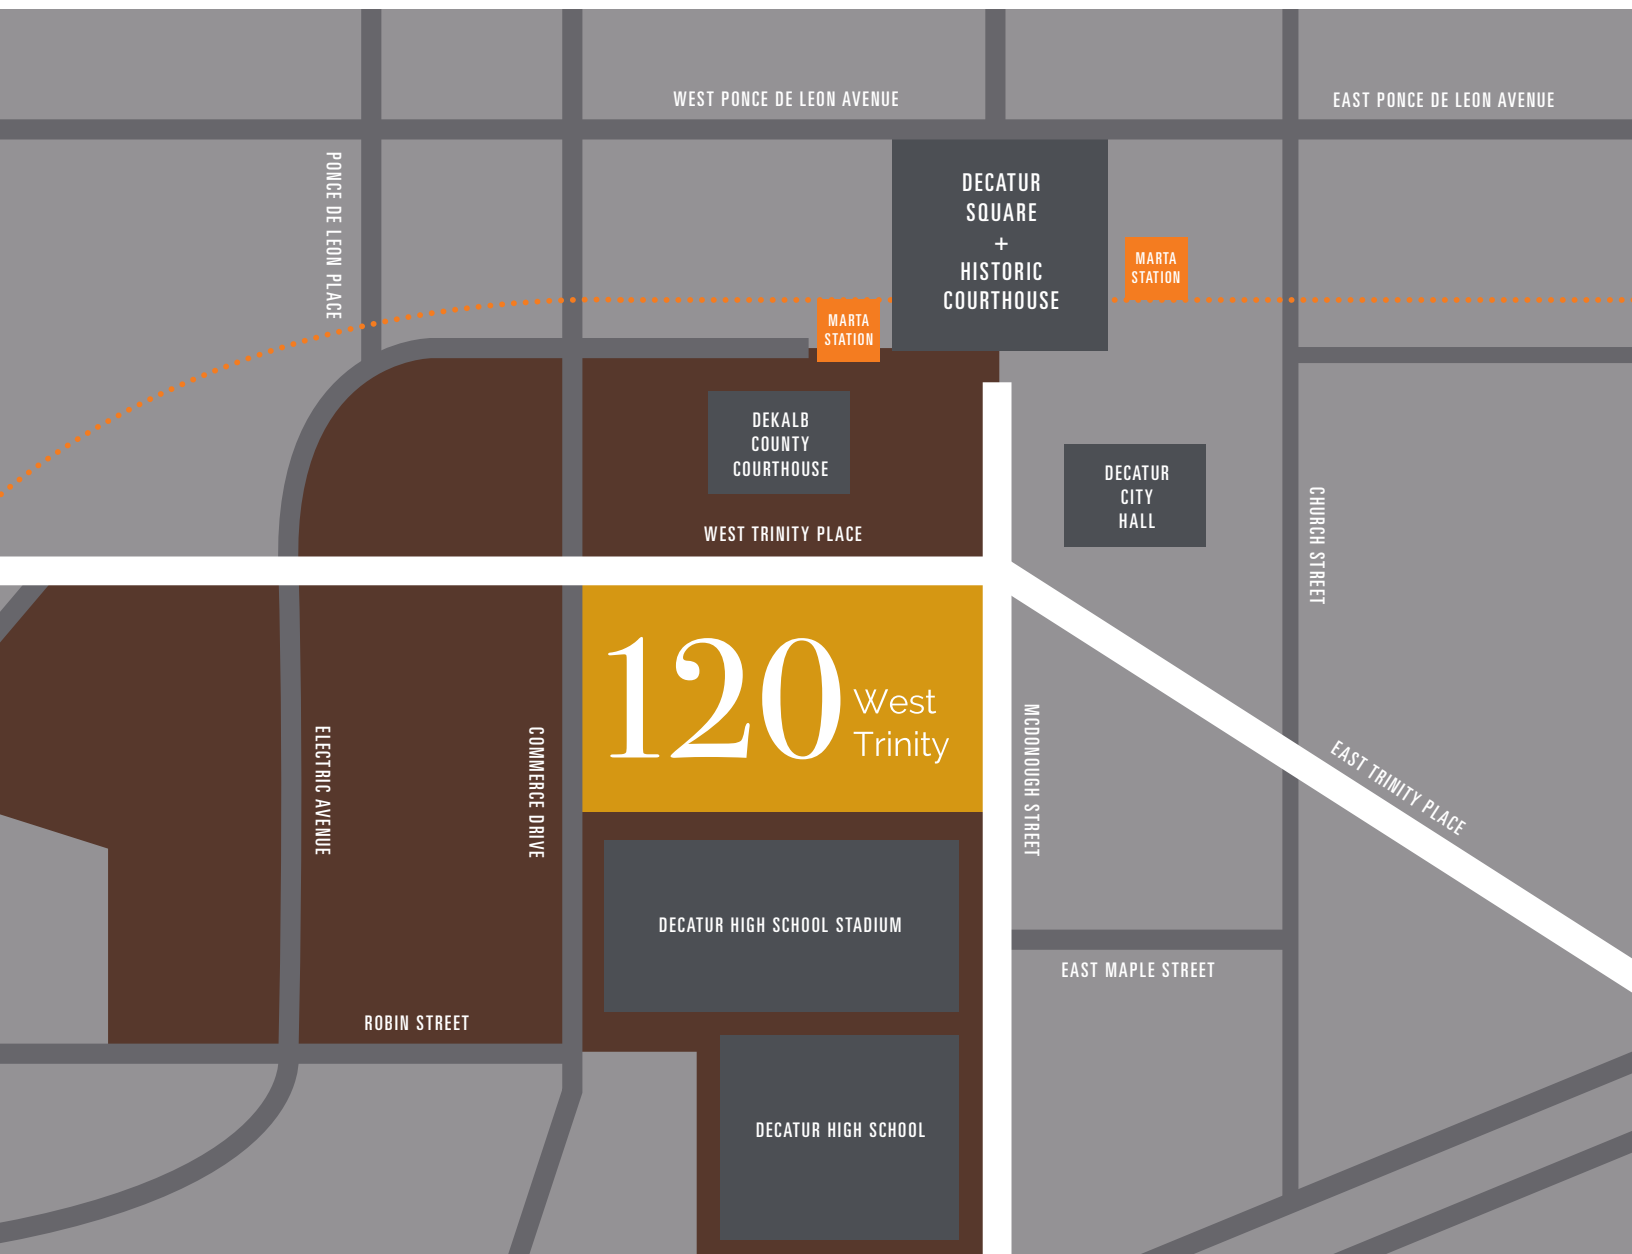 WEST PONCE DE LEON AVENUE
EAST PONCE DE LEON AVENUE
PONCE DE LEON PLACE
DECATUR
SQUARE
+
HISTORIC
COURTHOUSE
MARTA
STATION
MARTA
STATION
DEKALB
COUNTY
COURTHOUSE
DECATUR
CITY
HALL
CHURCH STREET
WEST TRINITY PLACE
120 West
Trinity
ELECTRIC AVENUE
COMMERCE DRIVE
MCDONOUGH STREET
EAST TRINITY PLACE
DECATUR HIGH SCHOOL STADIUM
EAST MAPLE STREET
ROBIN STREET
DECATUR HIGH SCHOOL